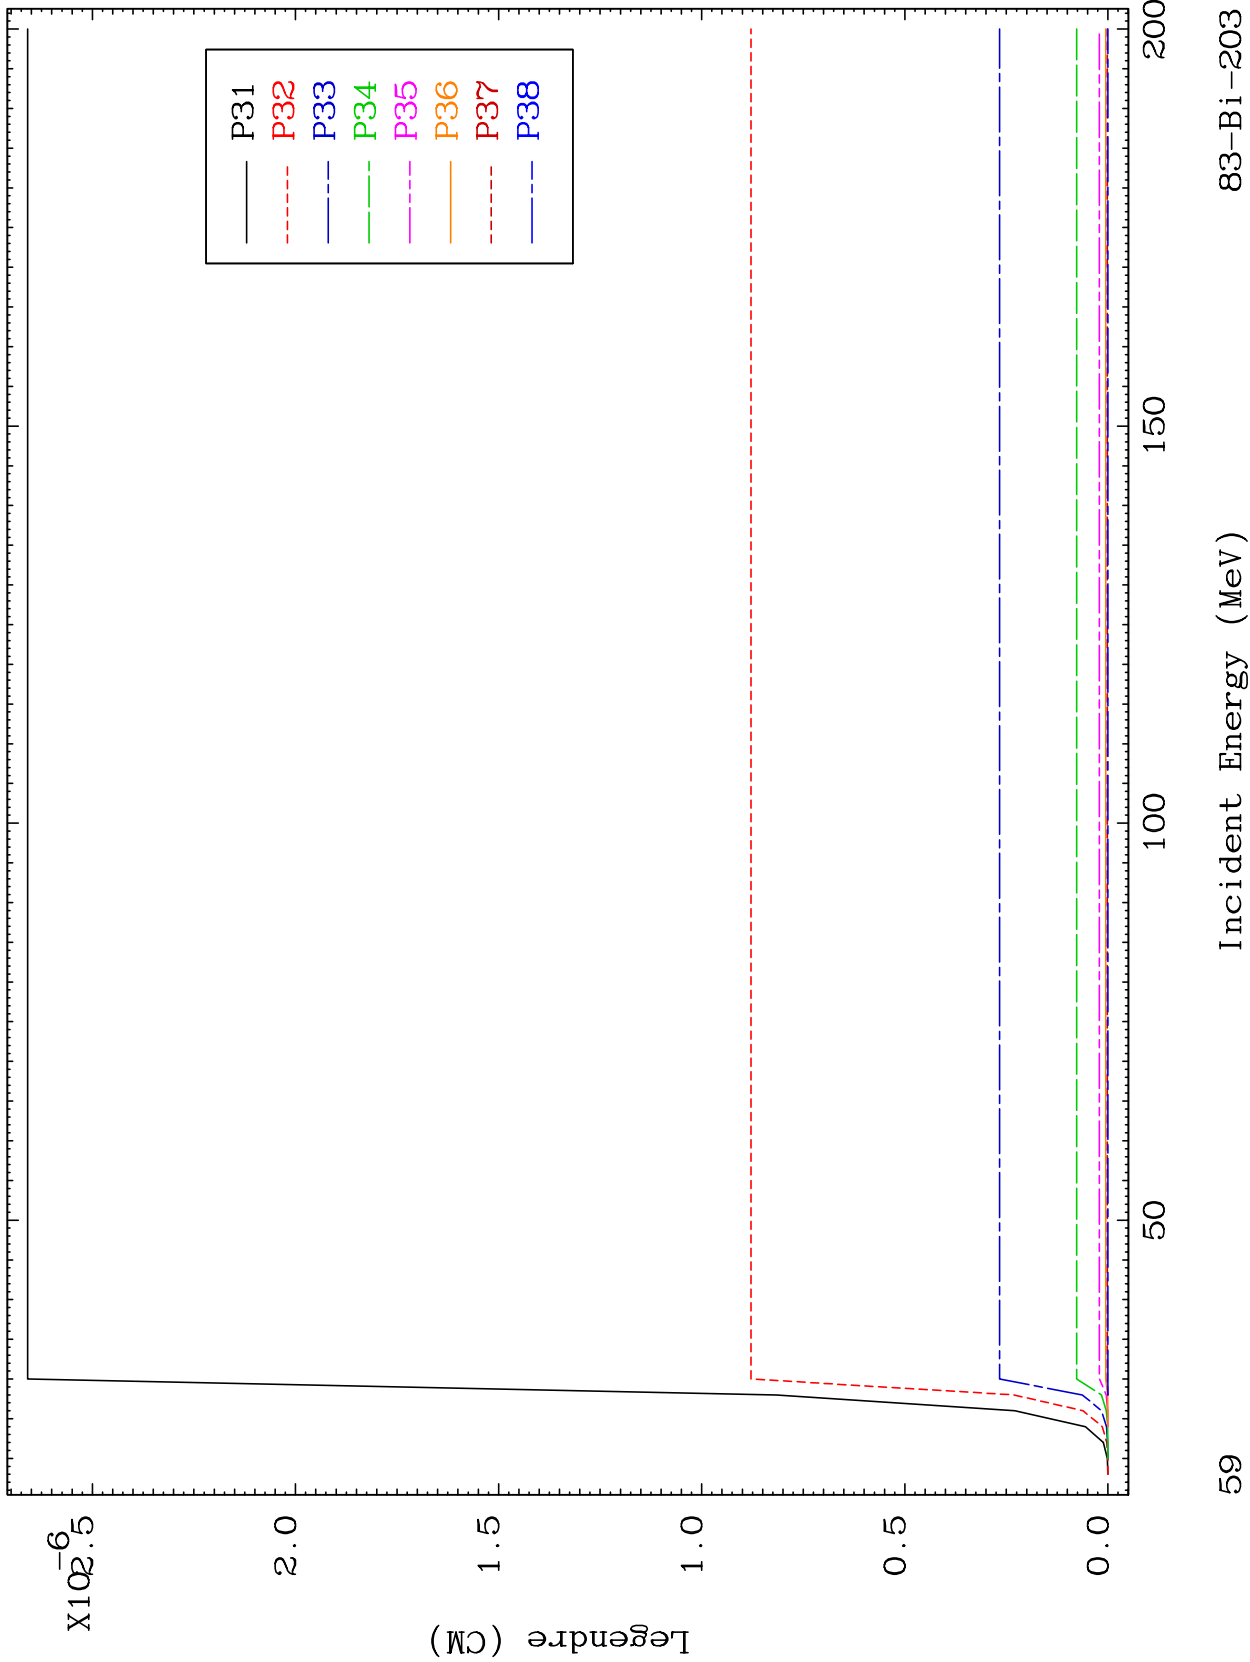 X10-6
2.5
2.0
1.5
1.0
0.5
0.0
Legendre (CM)
P31
P32
P33
P34
P35
P36
P37
P38
50
100
150
200
Incident Energy (MeV)
59
83-Bi-203